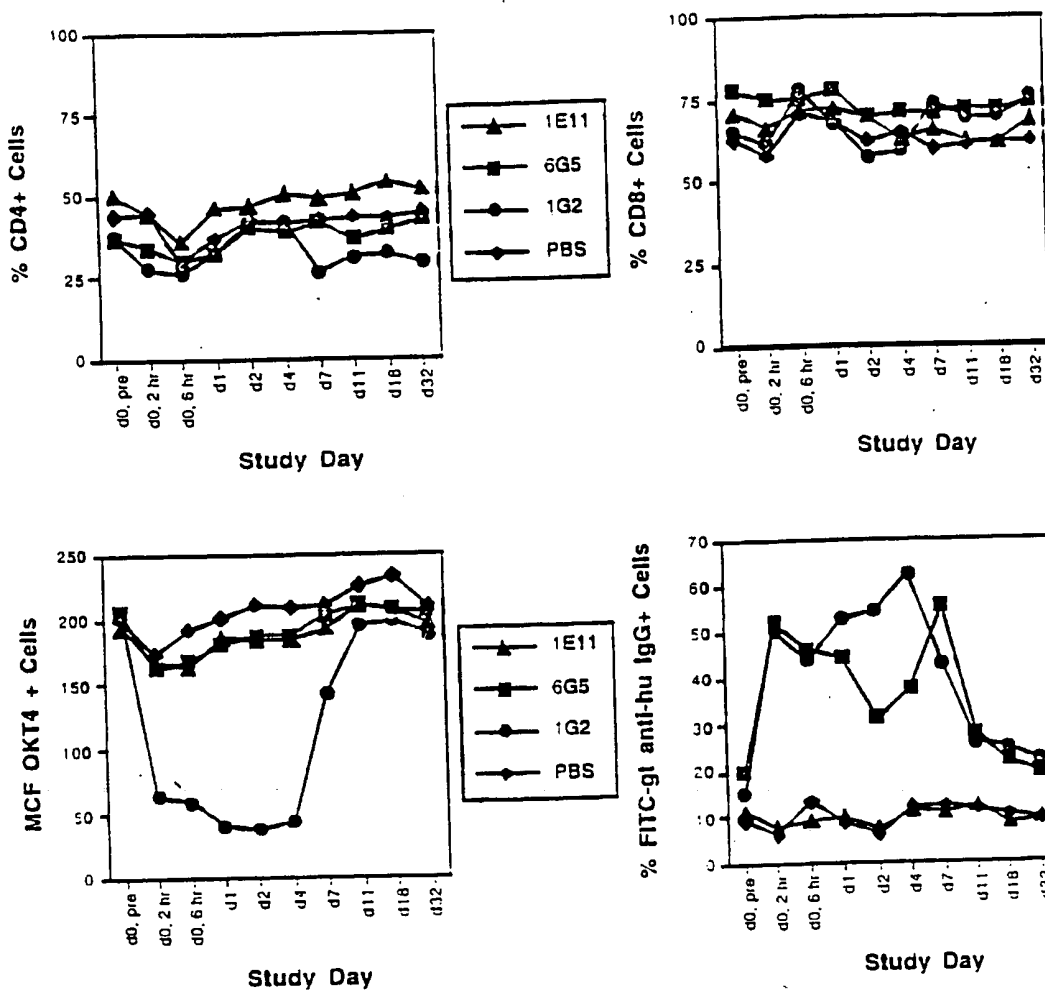 100
75
50
25
0
% CD4+ Cells
d0, pre
d0, 2 hr
d0, 6 hr
d1
d2
d4
d7
d11
d18
d32
Study Day
1E11
6G5
1G2
PBS
100
75
50
25
0
% CD8+ Cells
d0, pre
d0, 2 hr
d0, 6 hr
d1
d2
d4
d7
d11
d18
d32
Study Day
250
200
150
100
50
0
MCF OKT4 + Cells
d0, pre
d0, 2 hr
d0, 6 hr
d1
d2
d4
d7
d11
d18
d32
Study Day
1E11
6G5
1G2
PBS
70
60
50
40
30
20
10
0
% FITC-gt anti-hu IgG+ Cells
d0, pre
d0, 2 hr
d0, 6 hr
d1
d2
d4
d7
d11
d18
d32
Study Day